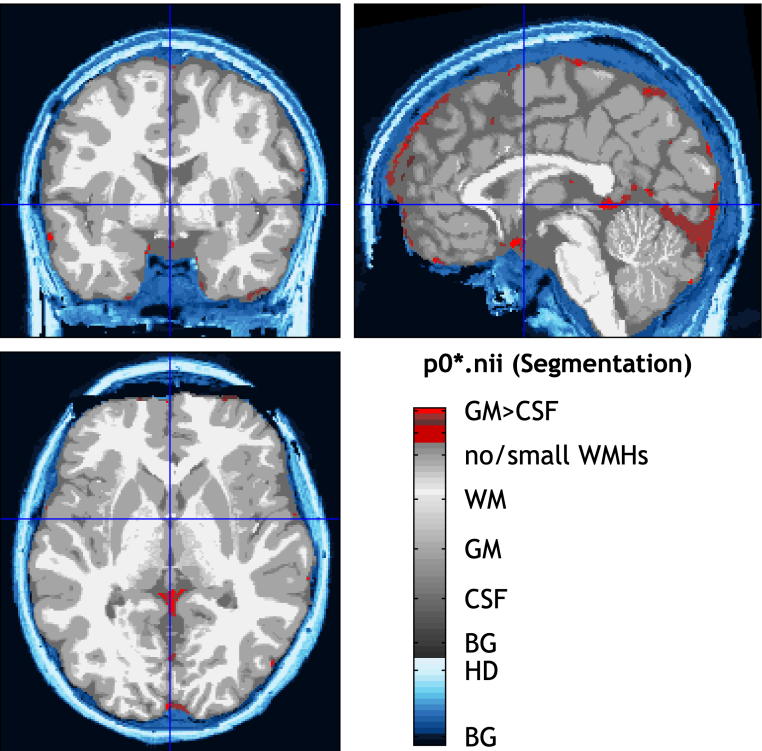 p0*.nii (Segmentation)
GM>CSF
no/small WMHs
WM
GM
CSF
BG
HD
BG